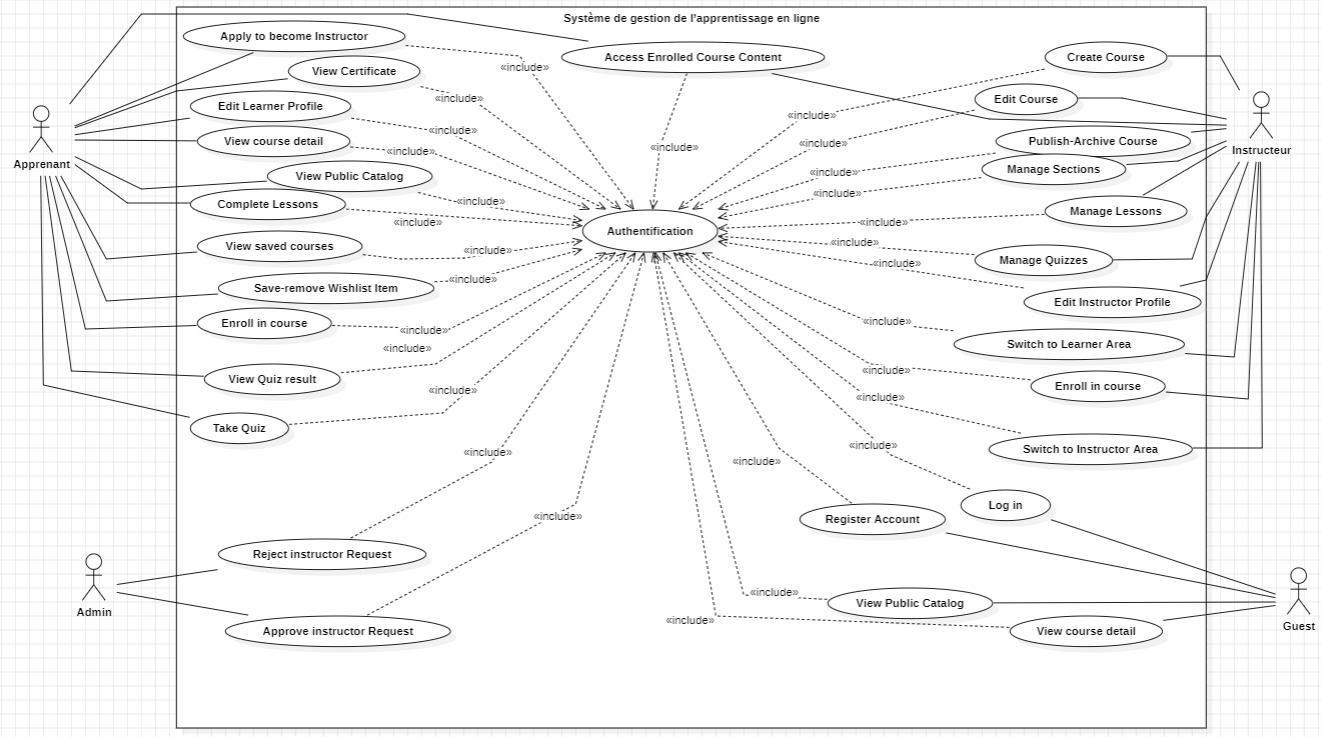 Système de gestion de l'apprentissage en ligne
Apply to become Instructor
Access Enrolled Course Content
Create Course
«include»
View Certificate
«include»
Edit Course
Edit Learner Profile
«include»
«include»
View course detail
«include»
«include»
«include»
Publish-Archive Course
Apprenant
Instructeur
View Public Catalog
«include»
Manage Sections
Complete Lessons
«include»
«include»
Manage Lessons
«include»
«include»
Authentification
View saved courses
«include»
«include»
Manage Quizzes
«include»
Save-remove Wishlist Item
«include»
Edit Instructor Profile
Enroll in course
«include»
«include»
Switch to Learner Area
«include»
View Quiz result
«include»
Enroll in course
«include»
«include»
Take Quiz
«include»
Switch to Instructor Area
«include»
«include»
Log in
«include»
Register Account
Reject instructor Request
Admin
«include»
View Public Catalog
«include»
Guest
Approve instructor Request
View course detail